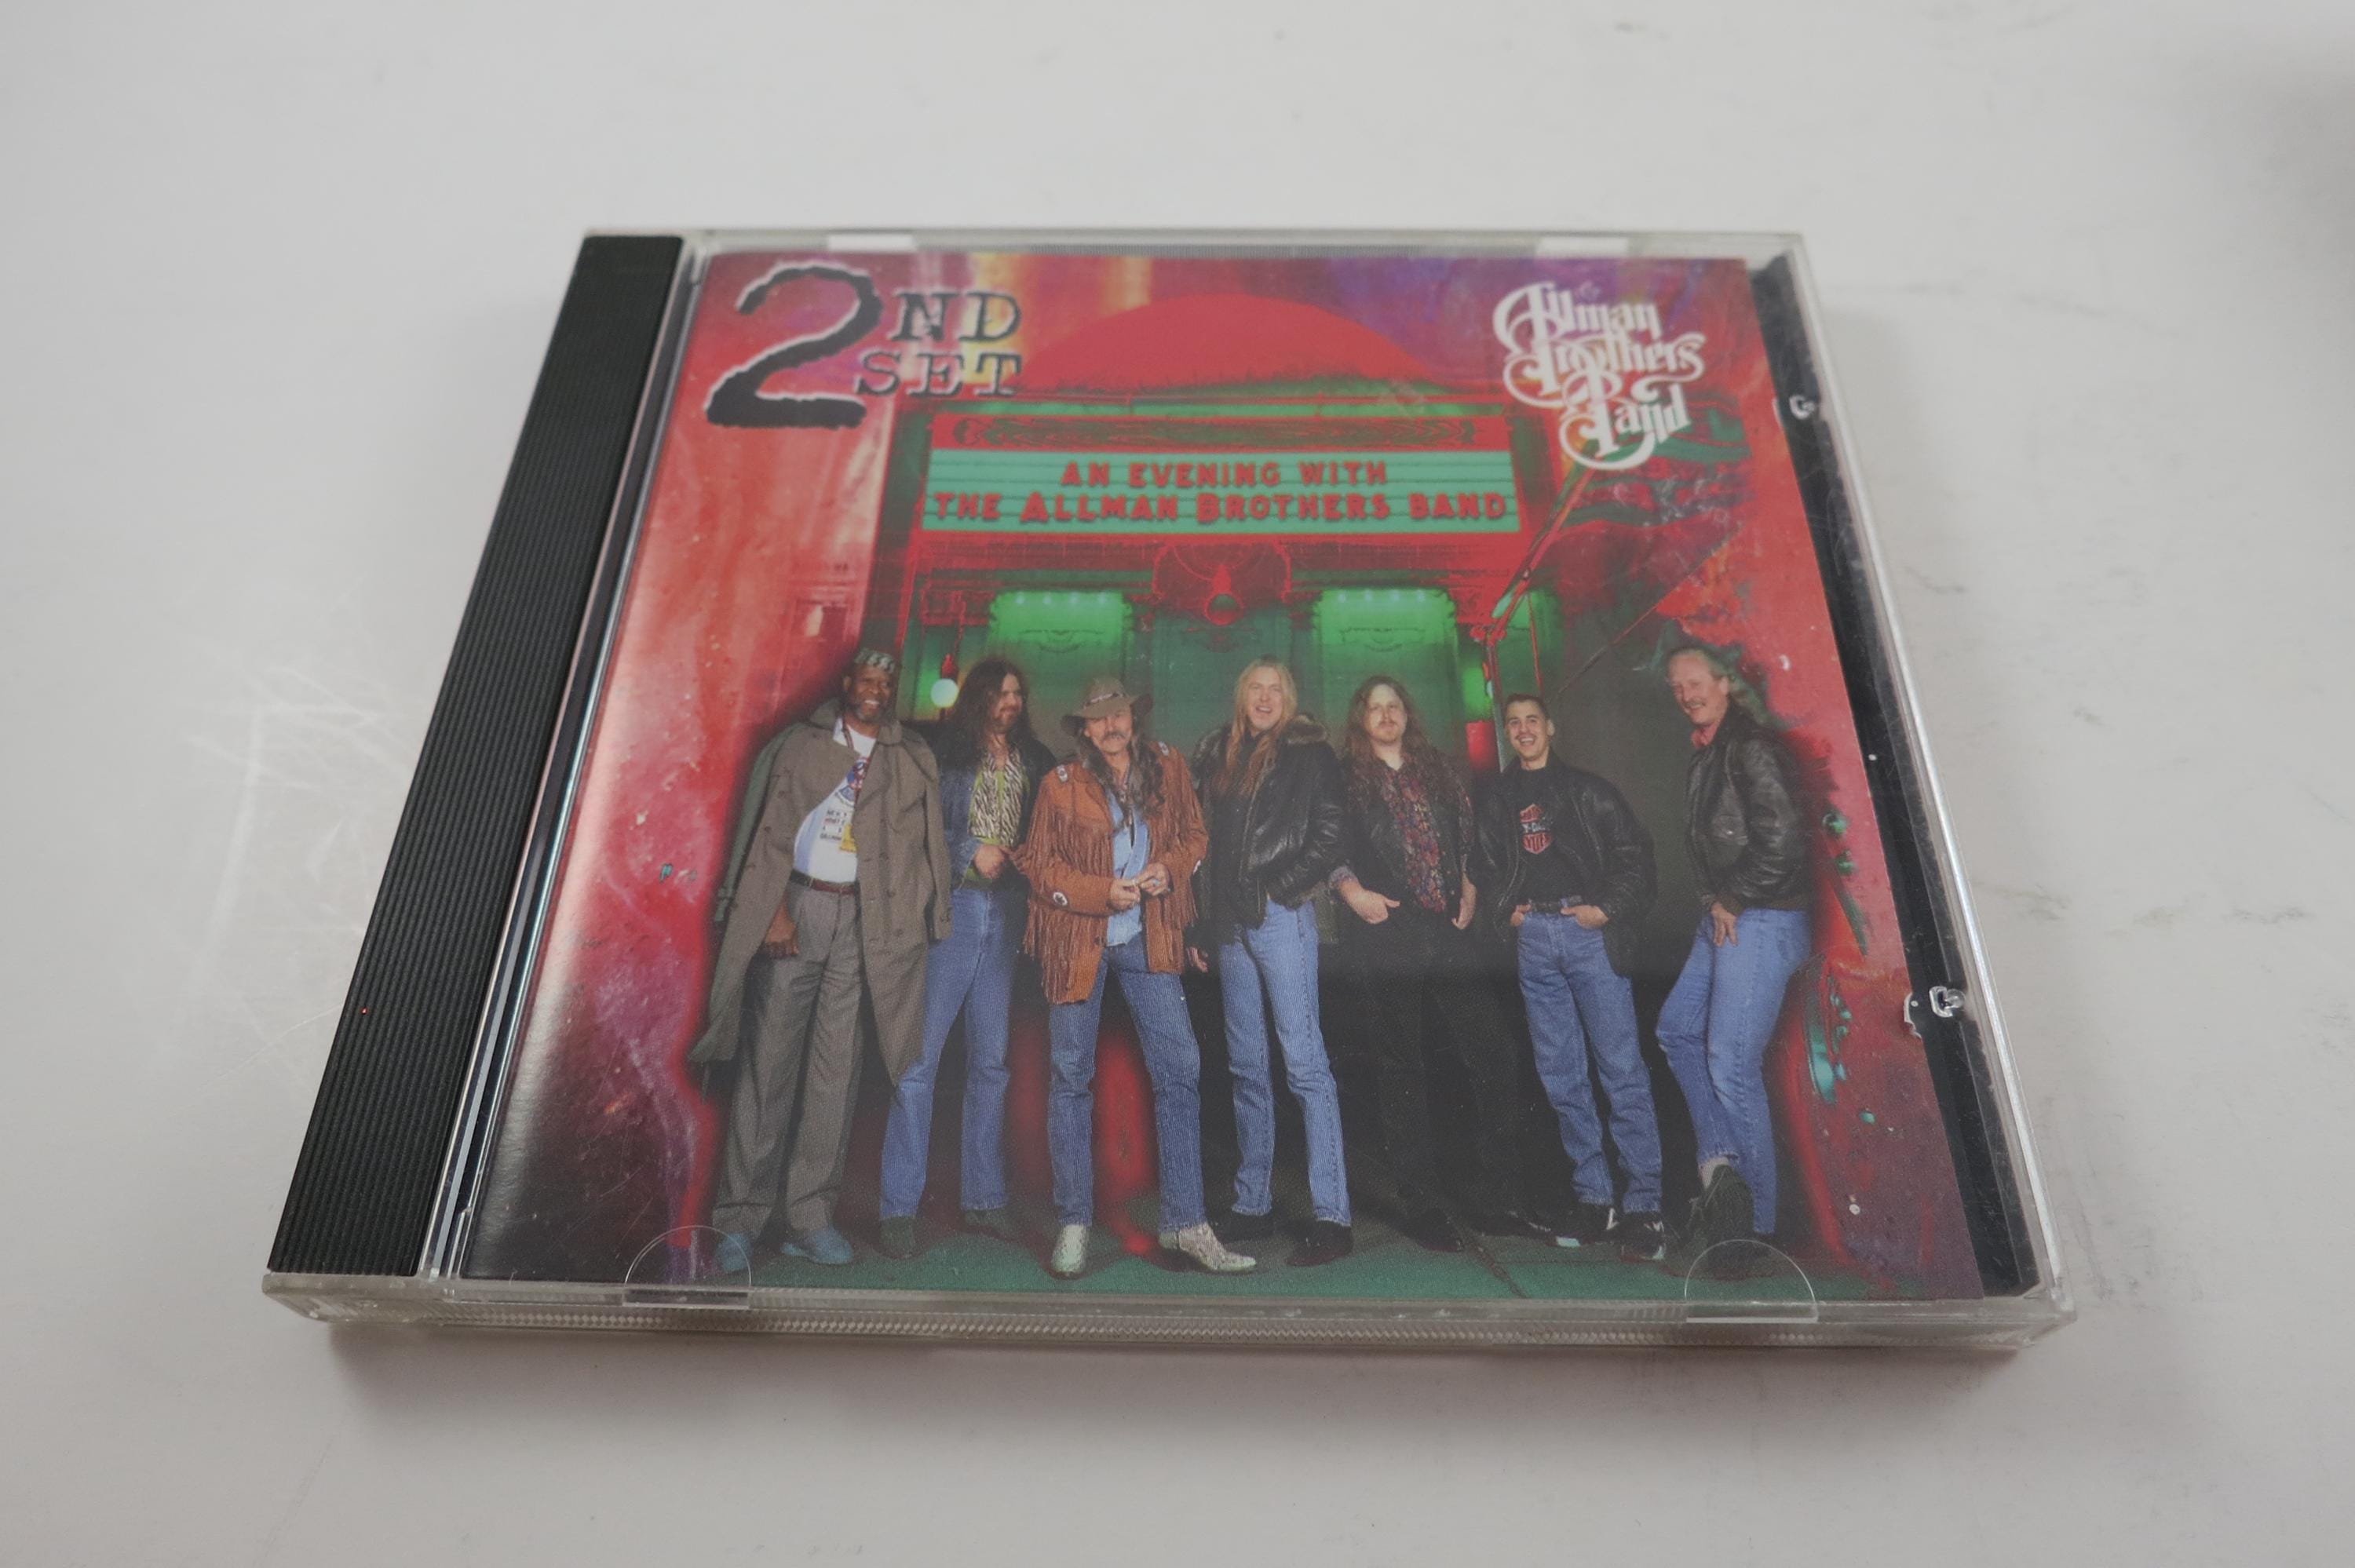 2ND
SET
Allman
Brothers
Band
AN EVENING WITH
THE ALLMAN BROTHERS BAND